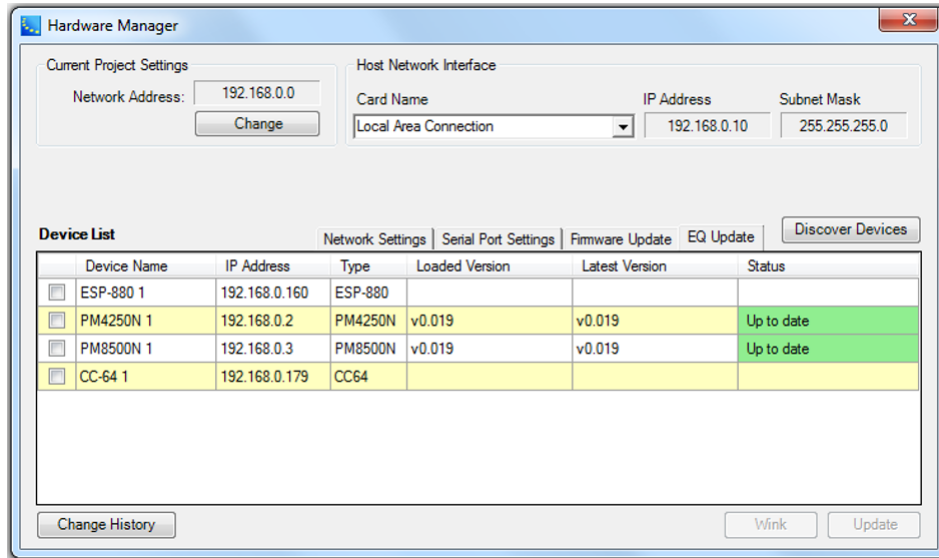 Hardware Manager
Current Project Settings
Network Address: 192.168.0.0
Change
Host Network Interface
Card Name IP Address Subnet Mask
Local Area Connection 192.168.0.10 255.255.255.0
Device List Network Settings Serial Port Settings Firmware Update EQ Update Discover Devices
Device Name IP Address Type Loaded Version Latest Version Status
ESP-880 1 192.168.0.160 ESP-880
PM4250N 1 192.168.0.2 PM4250N v0.019 v0.019 Up to date
PM8500N 1 192.168.0.3 PM8500N v0.019 v0.019 Up to date
CC-64 1 192.168.0.179 CC64
Change History Wink Update